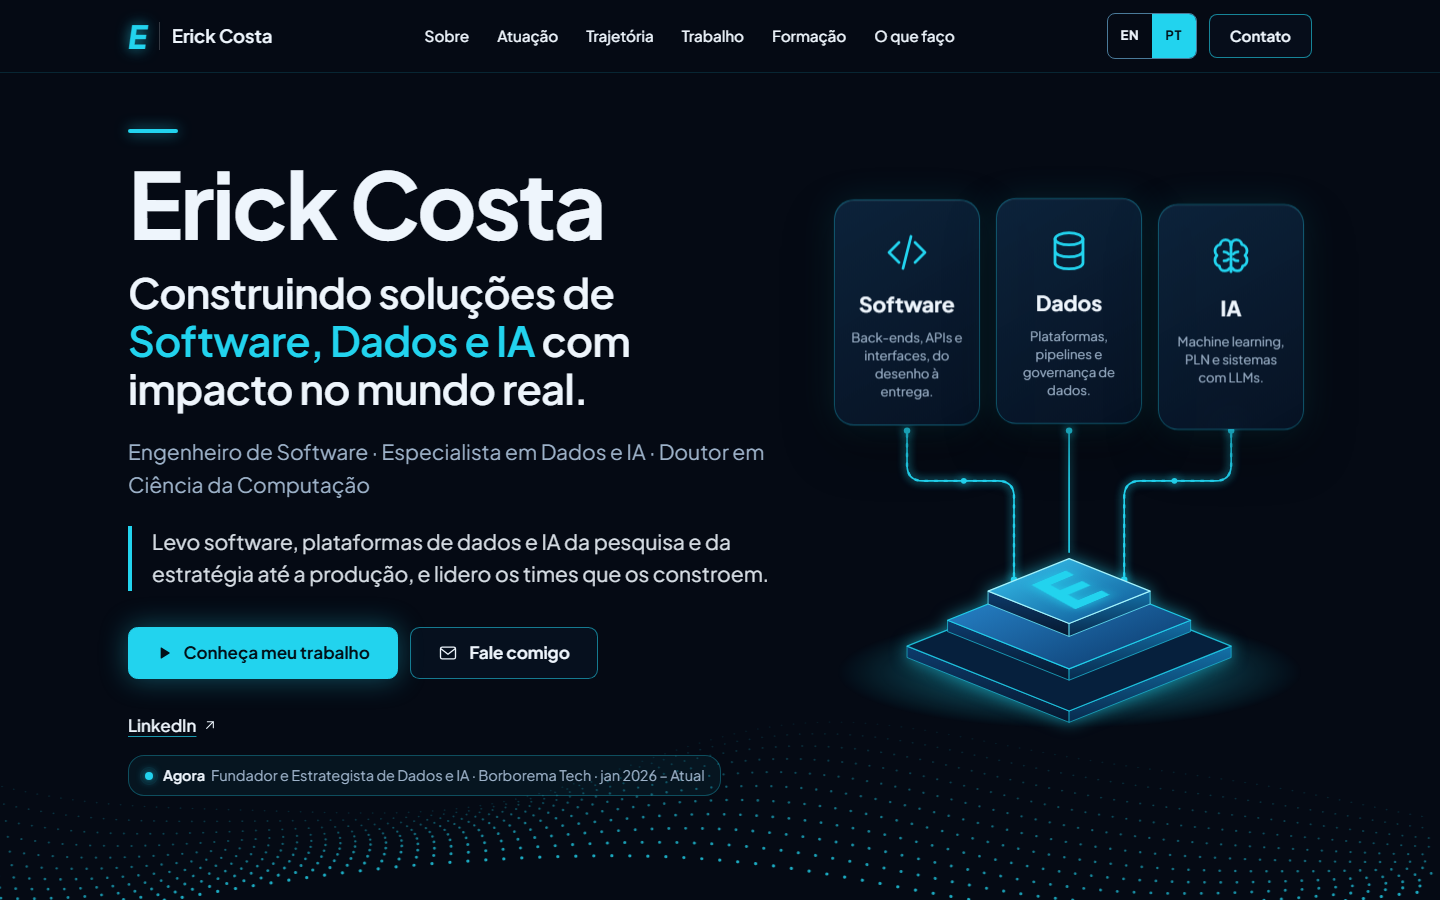 E
Erick Costa
Sobre
Atuação
Trajetória
Trabalho
Formação
O que faço
EN
PT
Contato
Erick Costa
Construindo soluções de
Software, Dados e IA com
impacto no mundo real.
Engenheiro de Software · Especialista em Dados e IA · Doutor em
Ciência da Computação
Levo software, plataformas de dados e IA da pesquisa e da
estratégia até a produção, e lidero os times que os constroem.
Conheça meu trabalho
Fale comigo
LinkedIn ↗
Agora Fundador e Estrategista de Dados e IA · Borborema Tech · jan 2026 – Atual
Software
Back-ends, APIs e
interfaces, do
desenho à
entrega.
Dados
Plataformas,
pipelines e
governança de
dados.
IA
Machine learning,
PLN e sistemas
com LLMs.
E